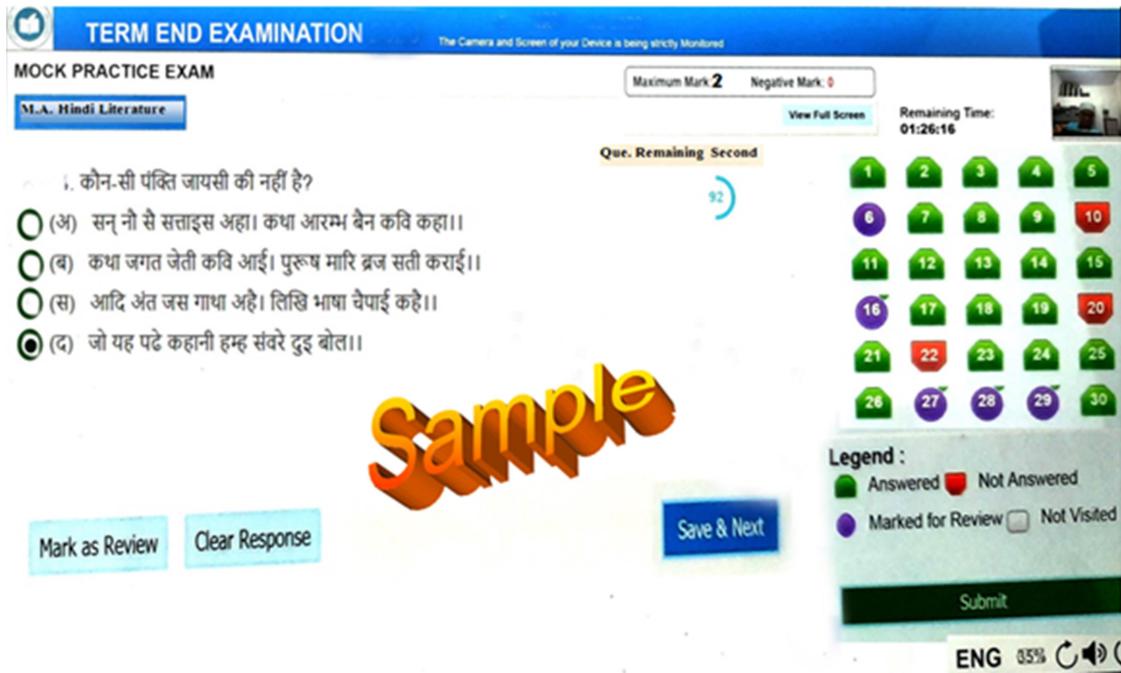 TERM END EXAMINATION
The Camera and Screen of your Device is being strictly Monitored
MOCK PRACTICE EXAM
Maximum Mark: 2 Negative Mark: 0
M.A. Hindi Literature
View Full Screen
Remaining Time:
01:26:16
Que. Remaining Second
92
1. कौन-सी पंक्ति जायसी की नहीं है?
(अ) सन् नौ सै सत्ताइस अहा। कथा आरम्भ बैन कवि कहा।।
(ब) कथा जगत जेती कवि आई। पुरूष मारि ब्रज सती कराई।।
(स) आदि अंत जस गाथा अहै। लिखि भाषा चैपाई कहै।।
(द) जो यह पढे कहानी हम्ह संवरे दुइ बोल।।
Sample
Mark as Review Clear Response Save & Next
1 2 3 4 5
6 7 8 9 10
11 12 13 14 15
16 17 18 19 20
21 22 23 24 25
26 27 28 29 30
Legend :
Answered Not Answered
Marked for Review Not Visited
Submit
ENG 85%